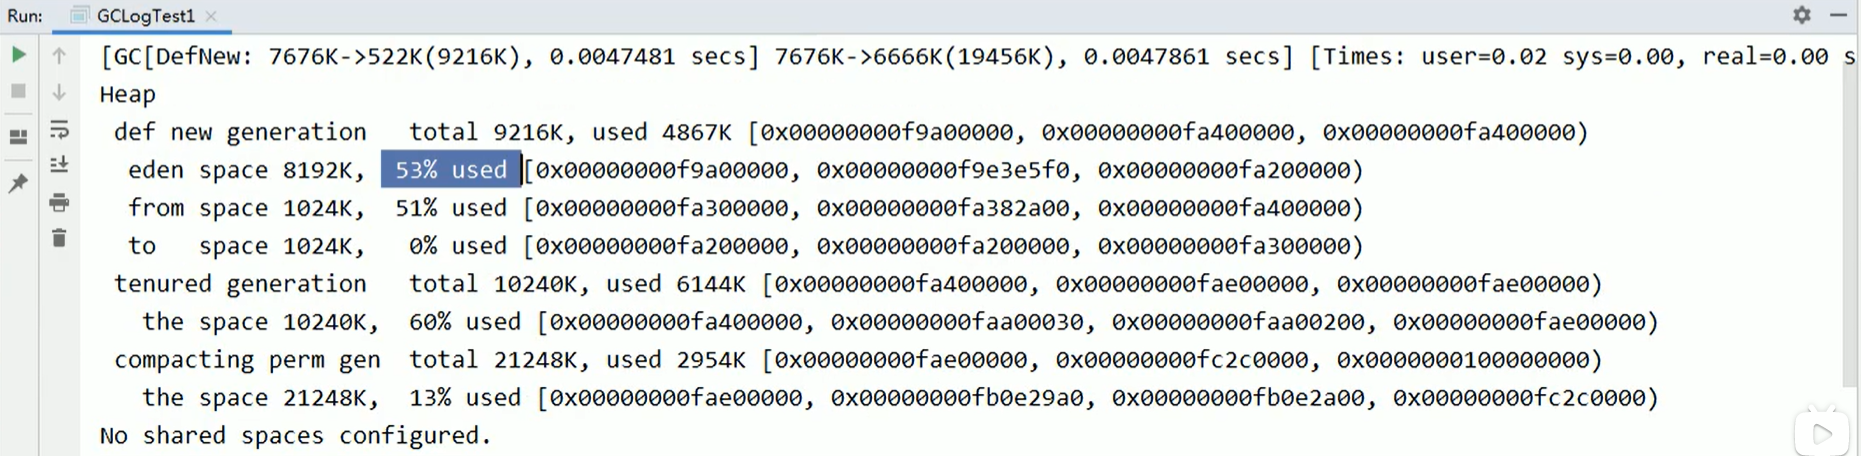 Run: GCLogTest1
[GC[DefNew: 7676K->522K(9216K), 0.0047481 secs] 7676K->6666K(19456K), 0.0047861 secs] [Times: user=0.02 sys=0.00, real=0.00 s
Heap
def new generation total 9216K, used 4867K [0x00000000f9a00000, 0x00000000fa400000, 0x00000000fa400000)
eden space 8192K, 53% used [0x00000000f9a00000, 0x00000000f9e3e5f0, 0x00000000fa200000)
from space 1024K, 51% used [0x00000000fa300000, 0x00000000fa382a00, 0x00000000fa400000)
to space 1024K, 0% used [0x00000000fa200000, 0x00000000fa200000, 0x00000000fa300000)
tenured generation total 10240K, used 6144K [0x00000000fa400000, 0x00000000fae00000, 0x00000000fae00000)
the space 10240K, 60% used [0x00000000fa400000, 0x00000000faa00030, 0x00000000faa00200, 0x00000000fae00000)
compacting perm gen total 21248K, used 2954K [0x00000000fae00000, 0x00000000fc2c0000, 0x0000000100000000)
the space 21248K, 13% used [0x00000000fae00000, 0x00000000fb0e29a0, 0x00000000fb0e2a00, 0x00000000fc2c0000)
No shared spaces configured.